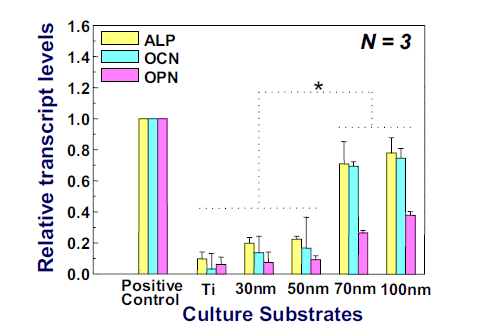 Relative transcript levels
1.6
1.4
1.2
1.0
0.8
0.6
0.4
0.2
0.0
ALP
OCN
OPN
N = 3
*
Positive
Control
Ti
30nm
50nm
70nm
100nm
Culture Substrates